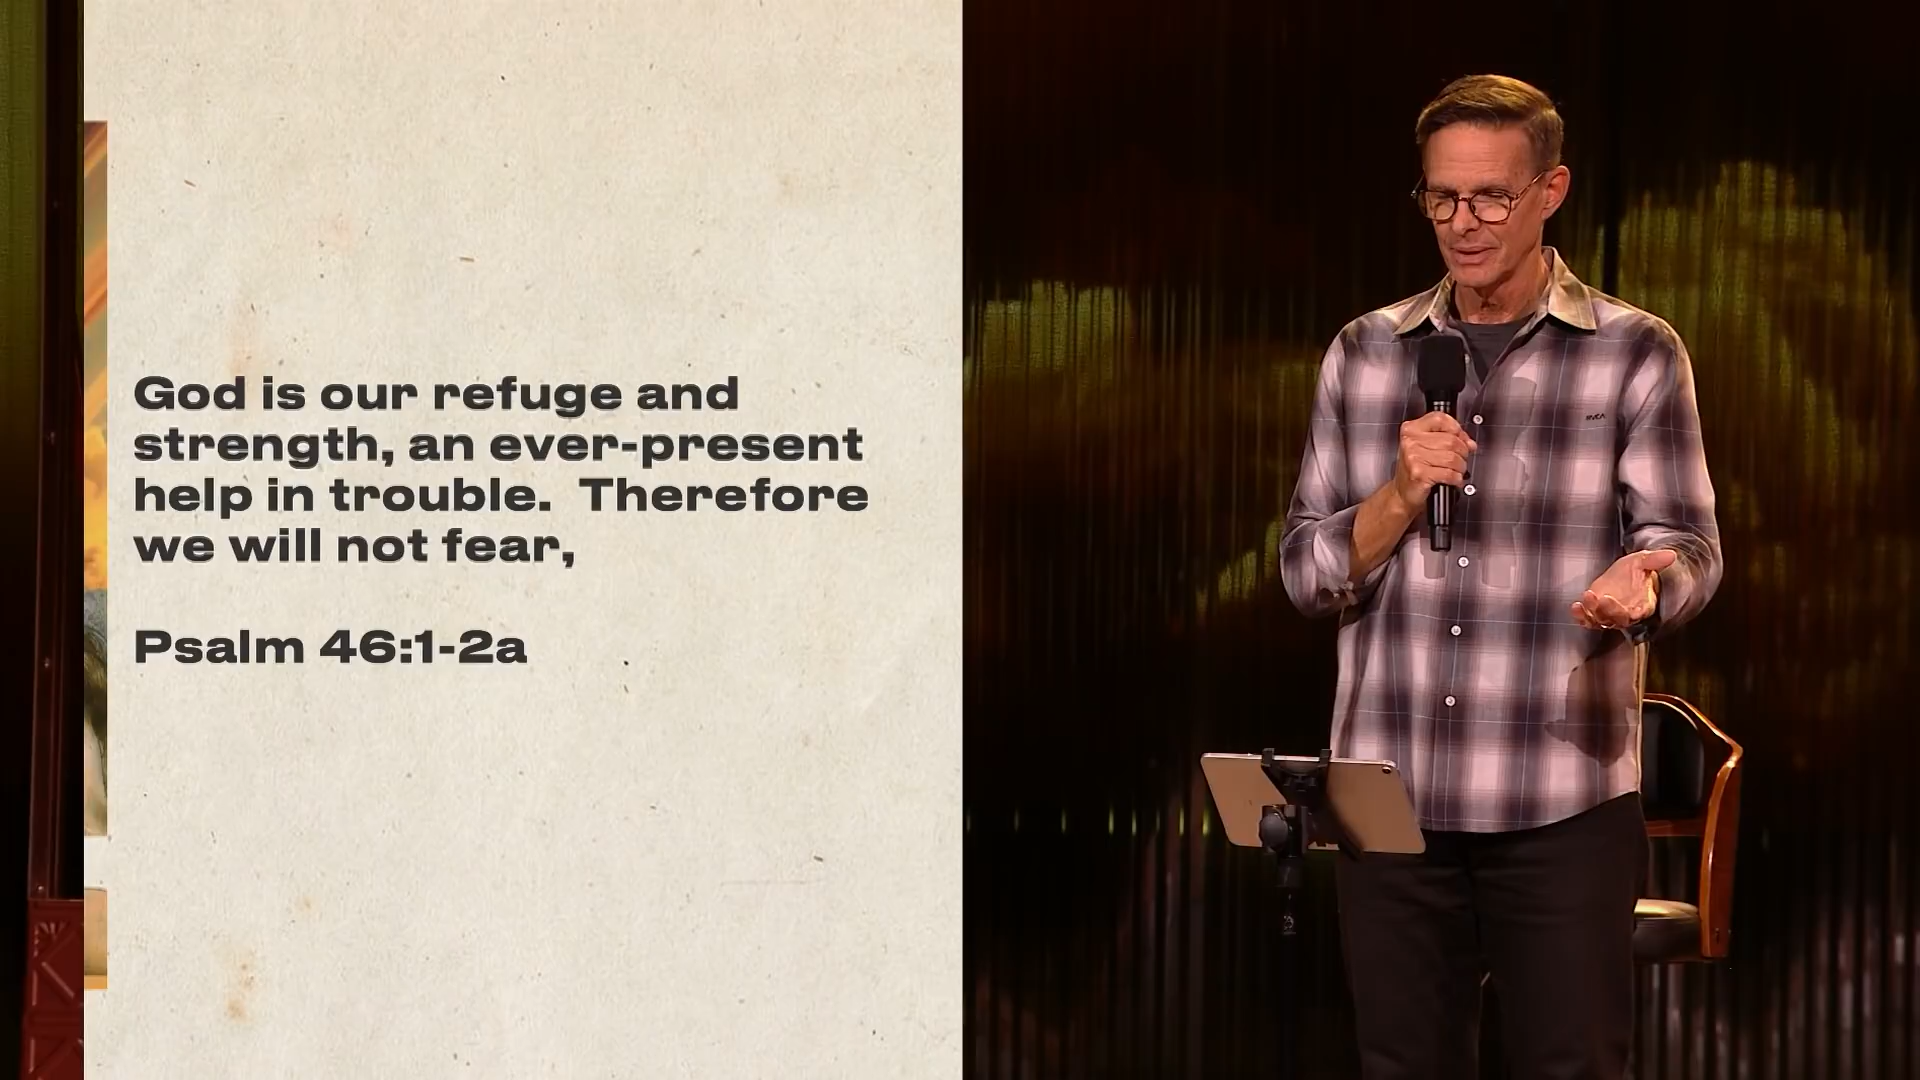 God is our refuge and
strength, an ever-present
help in trouble.  Therefore
we will not fear,
Psalm 46:1-2a
RVCA